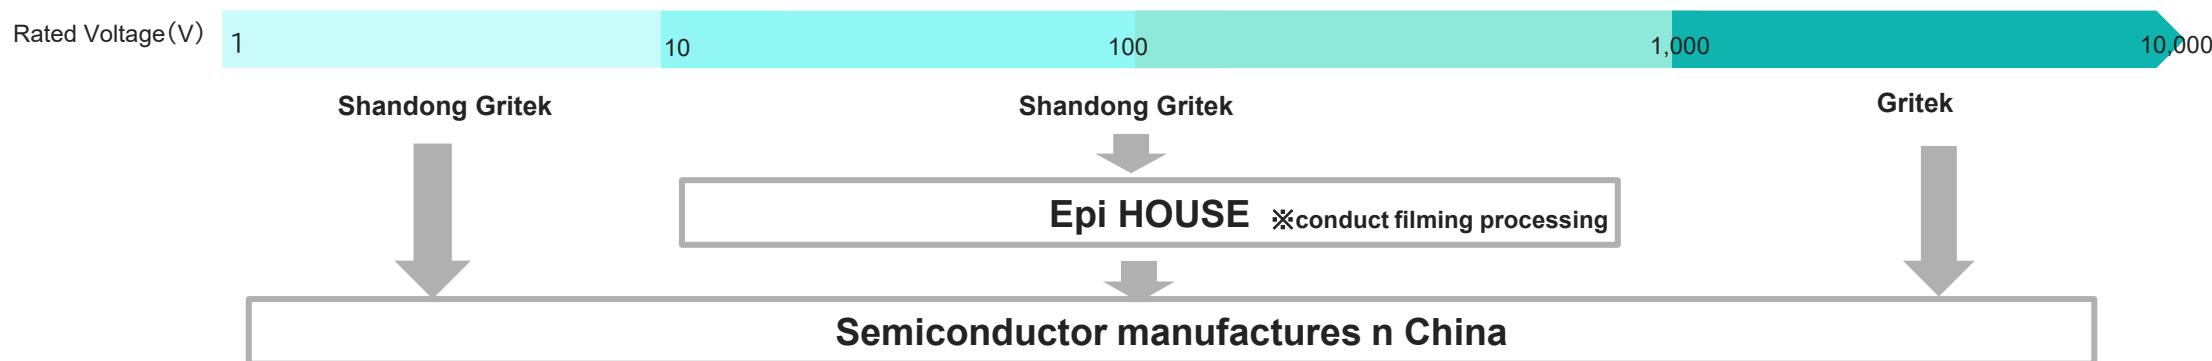 Rated Voltage(V) 1 10 100 1,000 10,000
Shandong Gritek Shandong Gritek Gritek
Epi HOUSE ※conduct filming processing
Semiconductor manufactures n China